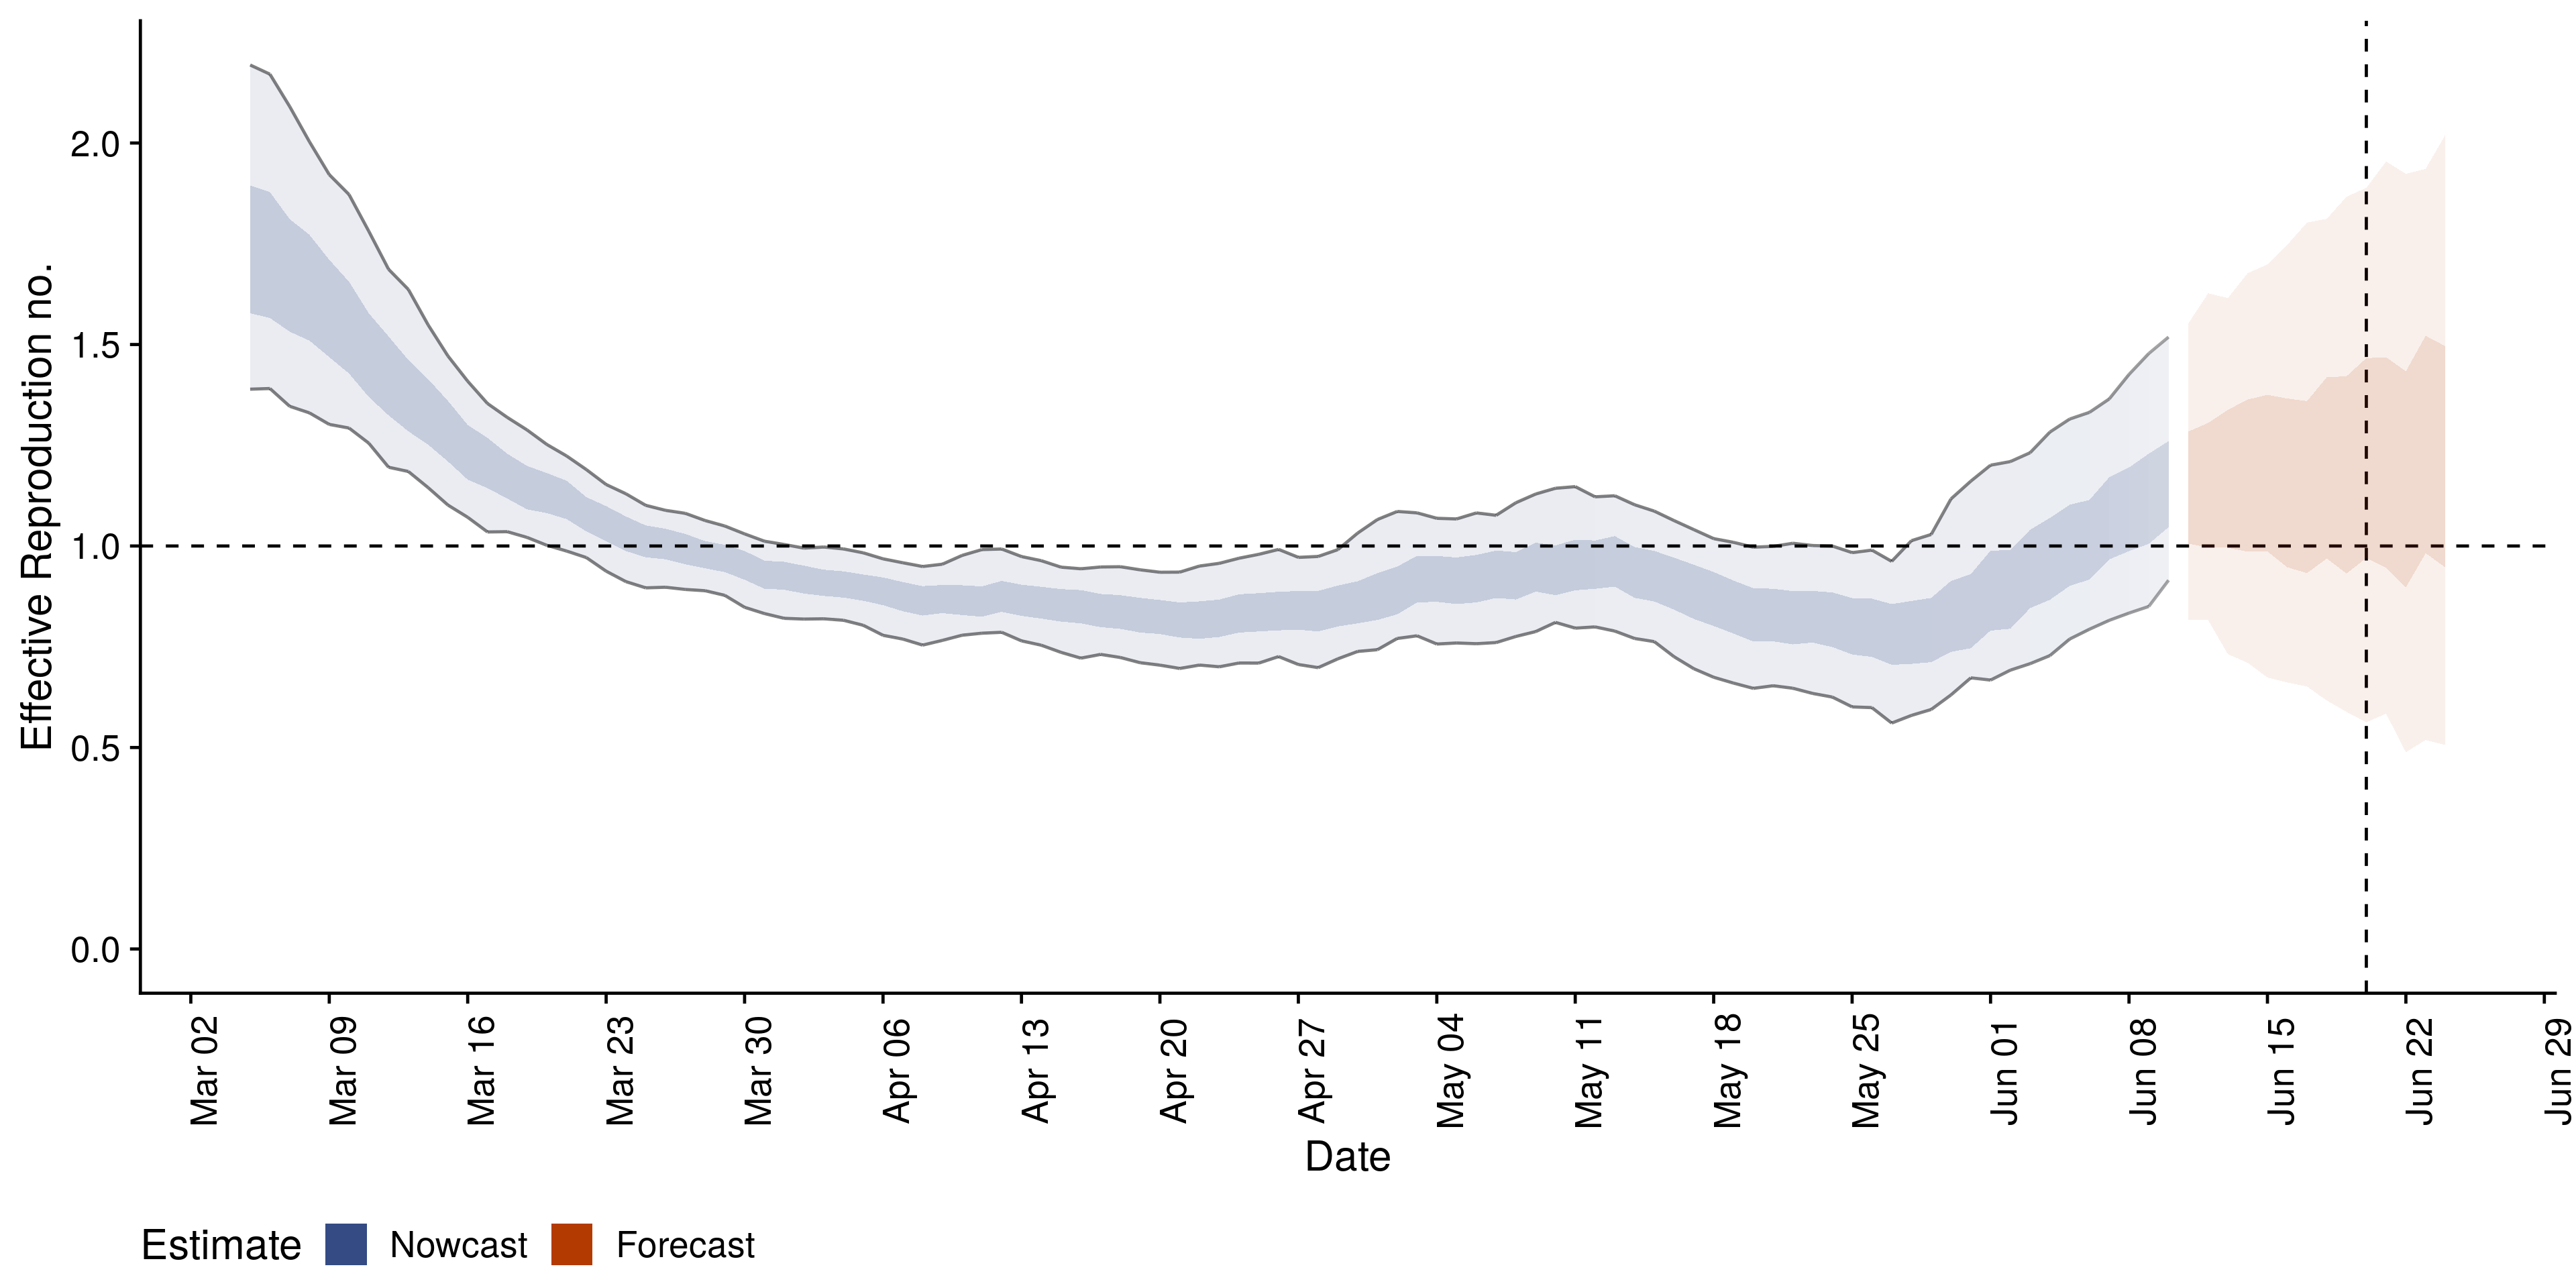 Effective Reproduction no.
2.0
1.5
1.0
0.5
0.0
Mar 02
Mar 09
Mar 16
Mar 23
Mar 30
Apr 06
Apr 13
Apr 20
Apr 27
May 04
May 11
May 18
May 25
Jun 01
Jun 08
Jun 15
Jun 22
Jun 29
Date
Estimate Nowcast Forecast